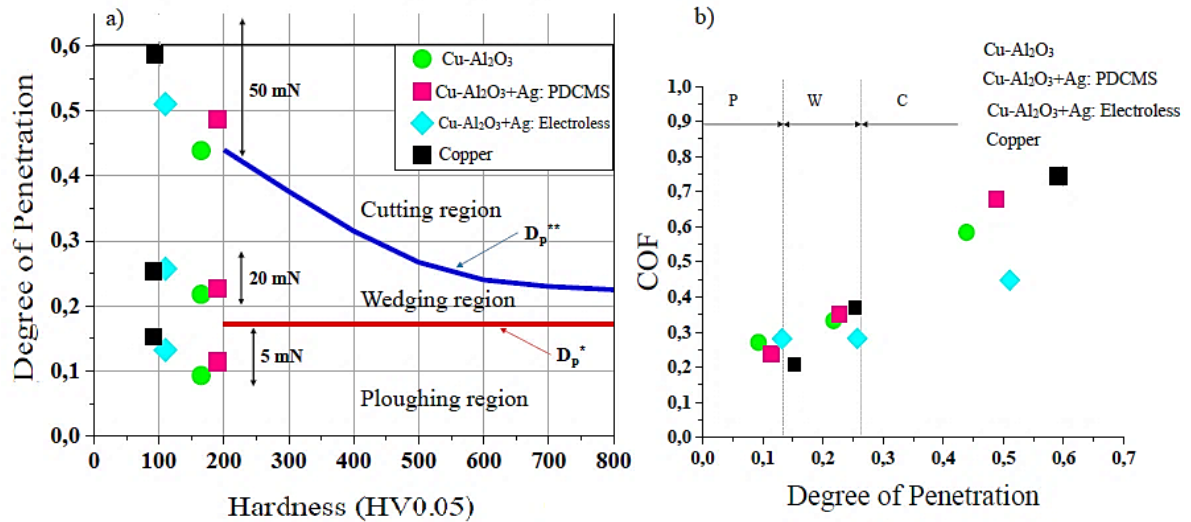 a)
Degree of Penetration
0,6
0,5
0,4
0,3
0,2
0,1
0,0
0
100
200
300
400
500
600
700
800
Hardness (HV0.05)
50 mN
20 mN
5 mN
Cu-Al₂O₃
Cu-Al₂O₃+Ag: PDCMS
Cu-Al₂O₃+Ag: Electroless
Copper
Cutting region
Dₚ**
Wedging region
Dₚ*
Ploughing region
b)
Cu-Al₂O₃
Cu-Al₂O₃+Ag: PDCMS
Cu-Al₂O₃+Ag: Electroless
Copper
P
W
C
COF
1,0
0,9
0,8
0,7
0,6
0,5
0,4
0,3
0,2
0,1
0,0
0,0
0,1
0,2
0,3
0,4
0,5
0,6
0,7
Degree of Penetration